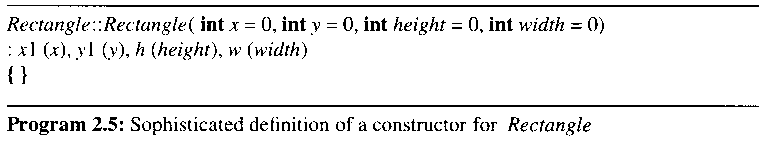 Rectangle::Rectangle( int x = 0, int y = 0, int height = 0, int width = 0)
: x1 (x), y1 (y), h (height), w (width)
{ }
Program 2.5: Sophisticated definition of a constructor for Rectangle